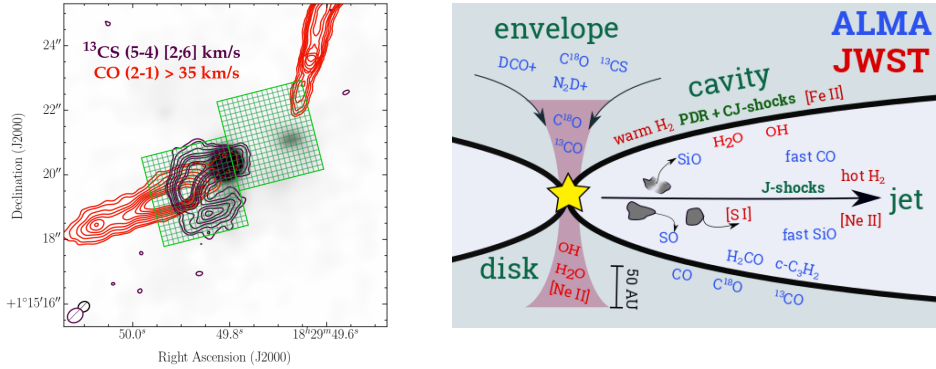 ¹³CS (5-4) [2;6] km/s
CO (2-1) > 35 km/s
24″
22″
20″
18″
+1°15′16″
50.0ˢ
49.8ˢ
18ʰ29ᵐ49.6ˢ
Declination (J2000)
Right Ascension (J2000)
ALMA
JWST
envelope
DCO+
C¹⁸O
¹³CS
N₂D+
C¹⁸O
¹³CO
cavity
warm H₂
PDR + CJ-shocks
[Fe II]
H₂O
OH
SiO
fast CO
hot H₂
J-shocks
jet
[S I]
[Ne II]
SO
fast SiO
disk
OH
H₂O
[Ne II]
50 AU
H₂CO
c-C₃H₂
CO
C¹⁸O
¹³CO